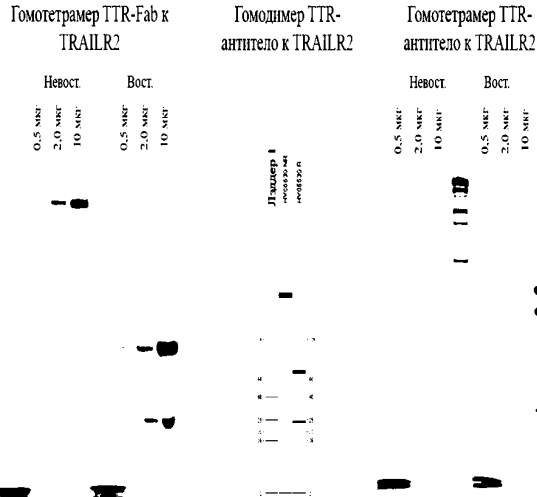 Гомотетрамер TTR-Fab к
TRAILR2
Гомодимер TTR-
антитело к TRAILR2
Гомотетрамер TTR-
антитело к TRAILR2
Невост. Вост.
Невост. Вост.
0.5 мкг
2.0 мкг
10 мкг
0.5 мкг
2.0 мкг
10 мкг
Лэддер 1
0.5 мкг
2.0 мкг
10 мкг
0.5 мкг
2.0 мкг